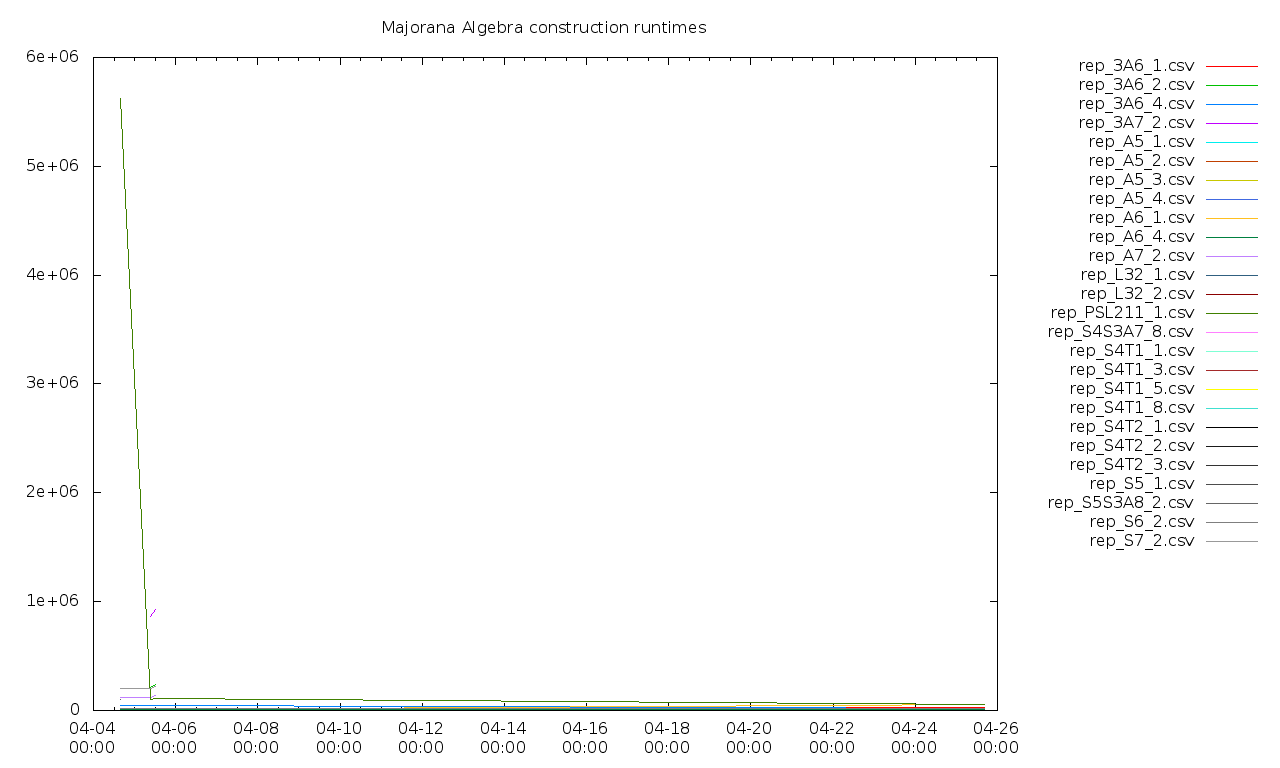 Majorana Algebra construction runtimes
6e+06
5e+06
4e+06
3e+06
2e+06
1e+06
0
04-04 04-06 04-08 04-10 04-12 04-14 04-16 04-18 04-20 04-22 04-24 04-26
00:00 00:00 00:00 00:00 00:00 00:00 00:00 00:00 00:00 00:00 00:00 00:00
rep_3A6_1.csv
rep_3A6_2.csv
rep_3A6_4.csv
rep_3A7_2.csv
rep_A5_1.csv
rep_A5_2.csv
rep_A5_3.csv
rep_A5_4.csv
rep_A6_1.csv
rep_A6_4.csv
rep_A7_2.csv
rep_L32_1.csv
rep_L32_2.csv
rep_PSL211_1.csv
rep_S4S3A7_8.csv
rep_S4T1_1.csv
rep_S4T1_3.csv
rep_S4T1_5.csv
rep_S4T1_8.csv
rep_S4T2_1.csv
rep_S4T2_2.csv
rep_S4T2_3.csv
rep_S5_1.csv
rep_S5S3A8_2.csv
rep_S6_2.csv
rep_S7_2.csv